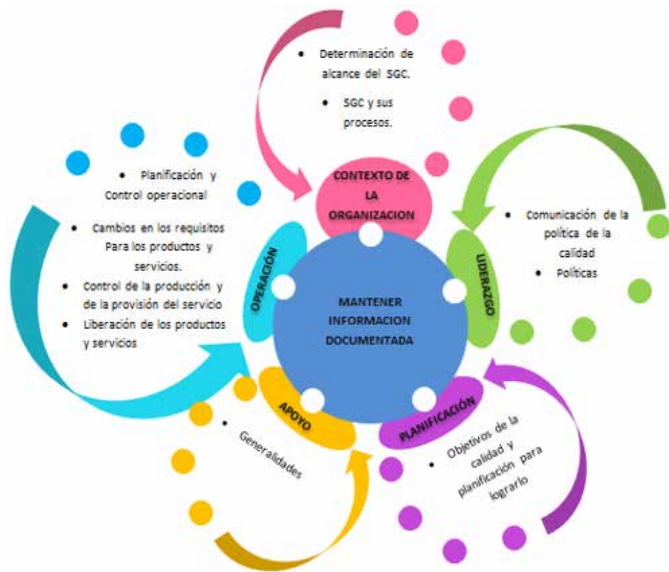 • Determinación de
alcance del SGC.
• SGC y sus
procesos.
CONTEXTO DE
LA
ORGANIZACION
• Comunicación de la
política de la
calidad
• Políticas
LIDERAZGO
• Objetivos de la
calidad y
planificación para
lograrlo
PLANIFICACIÓN
• Generalidades
APOYO
• Planificación y
Control operacional
• Cambios en los requisitos
Para los productos y
servicios.
• Control de la producción y
de la provisión del servicio
• Liberación de los productos
y servicios
OPERACIÓN
MANTENER
INFORMACION
DOCUMENTADA